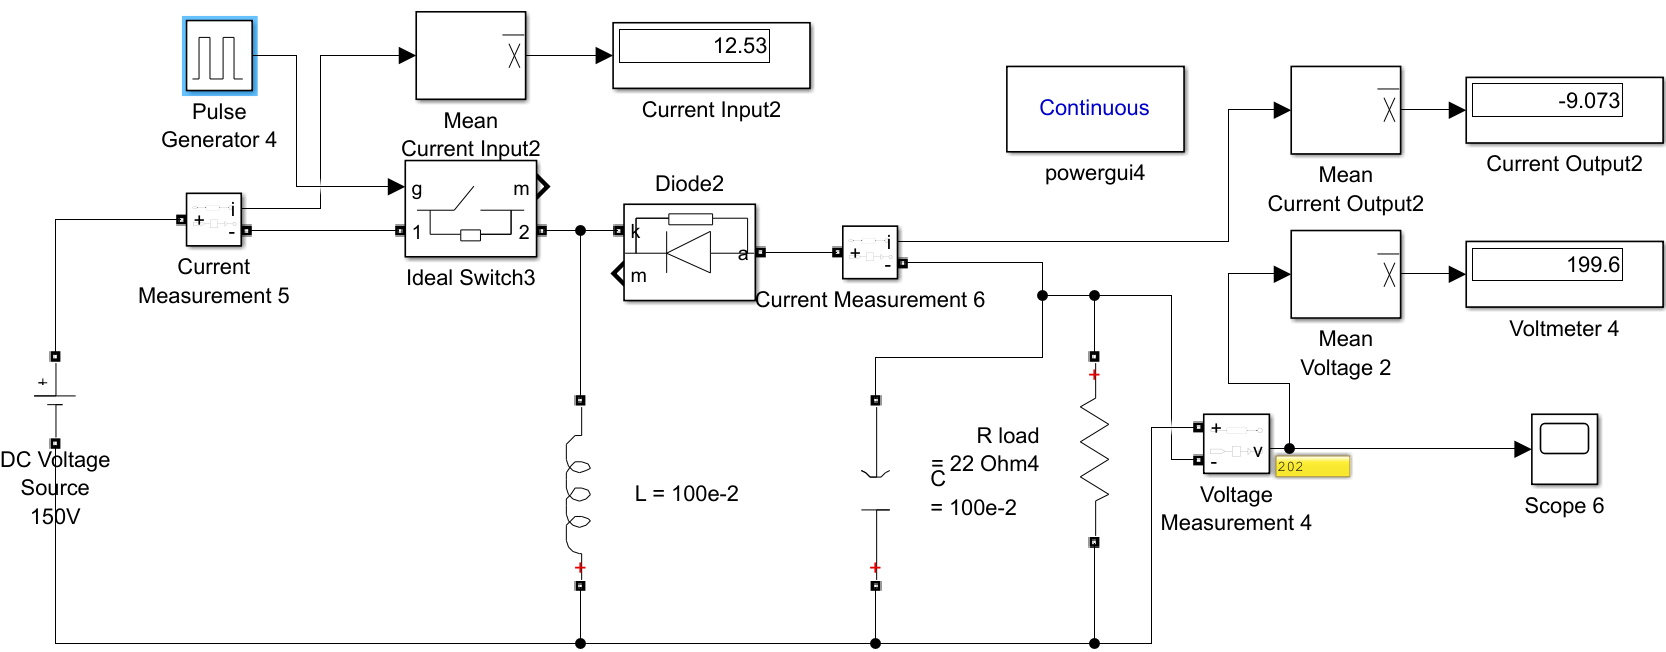 12.53
Pulse
Generator 4
Current Input2
Mean
Current Input2
Continuous
powergui4
-9.073
Current Output2
Mean
Current Output2
g
m
1
2
Ideal Switch3
i
+
-
Current
Measurement 5
Diode2
k
a
m
i
+
-
Current Measurement 6
199.6
Voltmeter 4
Mean
Voltage 2
+
DC Voltage
Source
150V
+
L = 100e-2
+
C
= 100e-2
+
R load
= 22 Ohm4
+
-
v
202
Voltage
Measurement 4
Scope 6
+